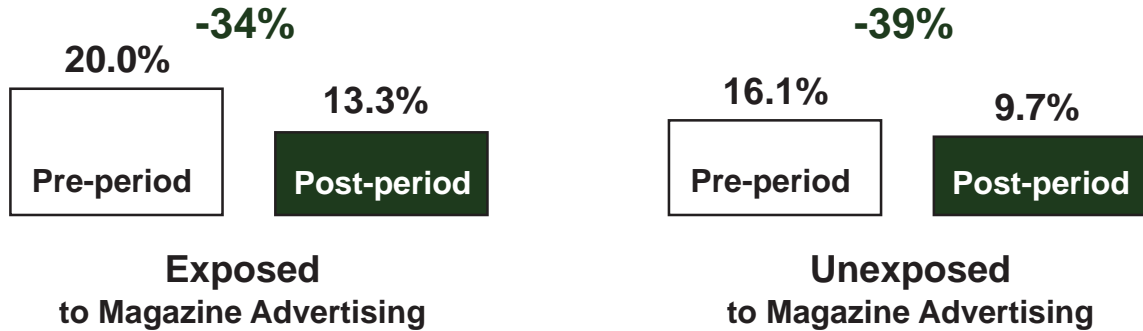 -34%
20.0%
13.3%
Pre-period
Post-period
Exposed
to Magazine Advertising
-39%
16.1%
9.7%
Pre-period
Post-period
Unexposed
to Magazine Advertising